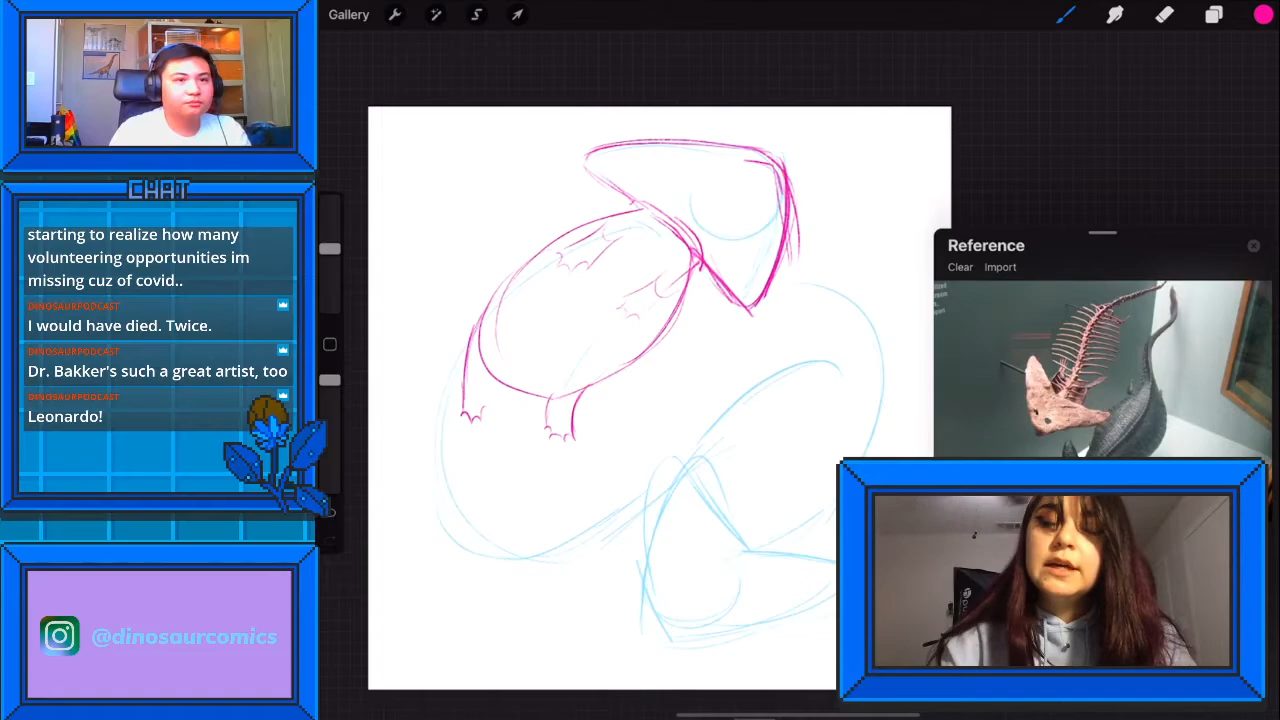 Gallery
CHAT
starting to realize how many
volunteering opportunities im
missing cuz of covid..
DINOSAURPODCAST
I would have died. Twice.
DINOSAURPODCAST
Dr. Bakker's such a great artist, too
DINOSAURPODCAST
Leonardo!
@dinosaurcomics
Reference
Clear Import